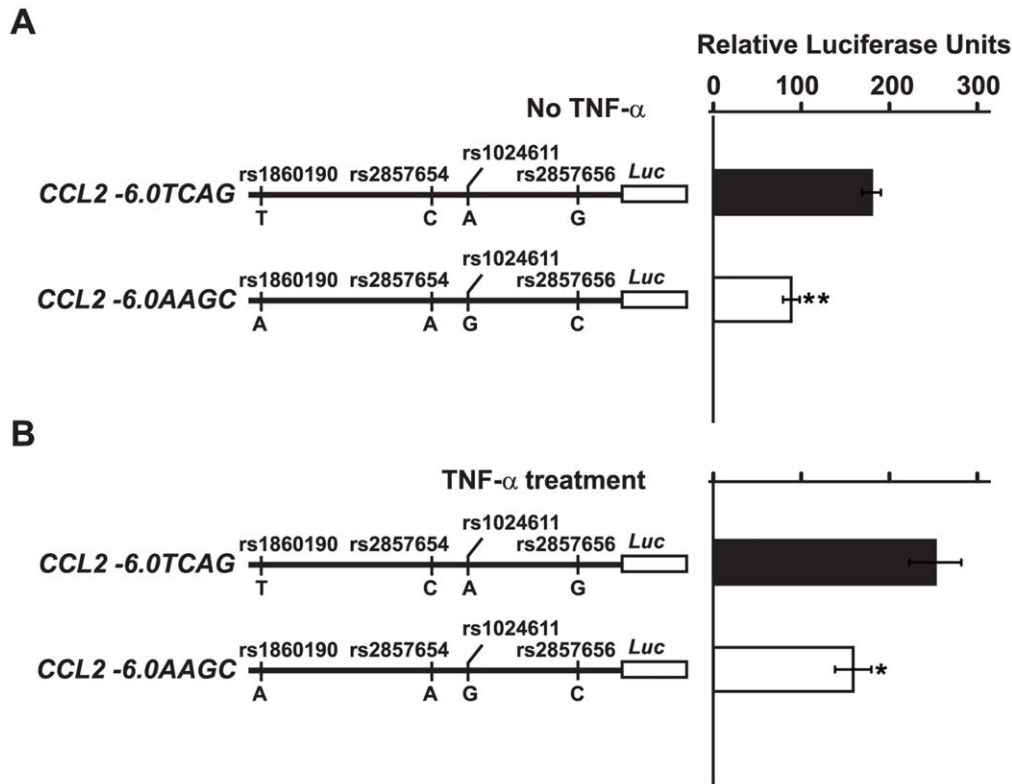 A
Relative Luciferase Units
0 100 200 300
No TNF-α
rs1024611
rs1860190 rs2857654 rs2857656 Luc
CCL2 -6.0TCAG
T C A G
rs1024611
rs1860190 rs2857654 rs2857656 Luc
CCL2 -6.0AAGC
**
A A G C
B
TNF-α treatment
rs1024611
rs1860190 rs2857654 rs2857656 Luc
CCL2 -6.0TCAG
T C A G
rs1024611
rs1860190 rs2857654 rs2857656 Luc
CCL2 -6.0AAGC
*
A A G C